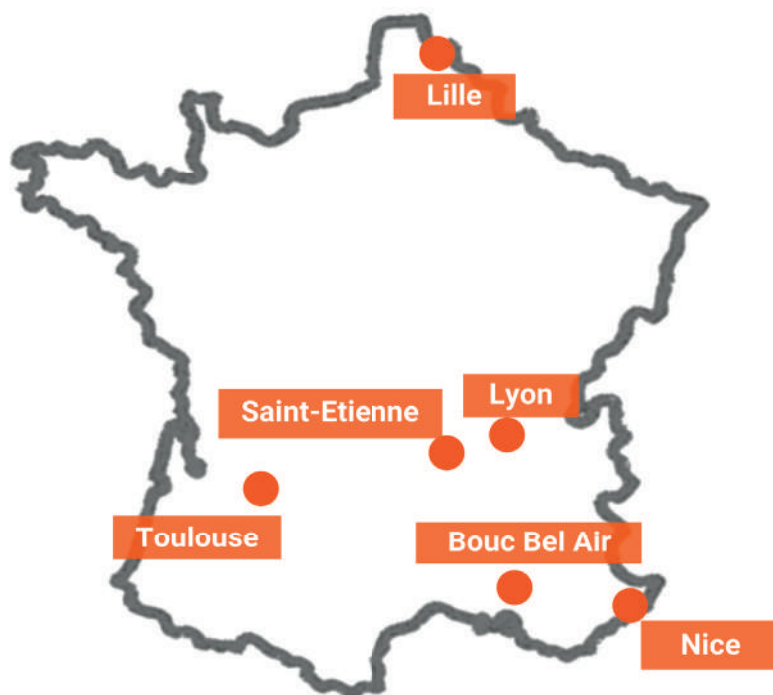 Lille
Lyon
Saint-Etienne
Toulouse
Bouc Bel Air
Nice